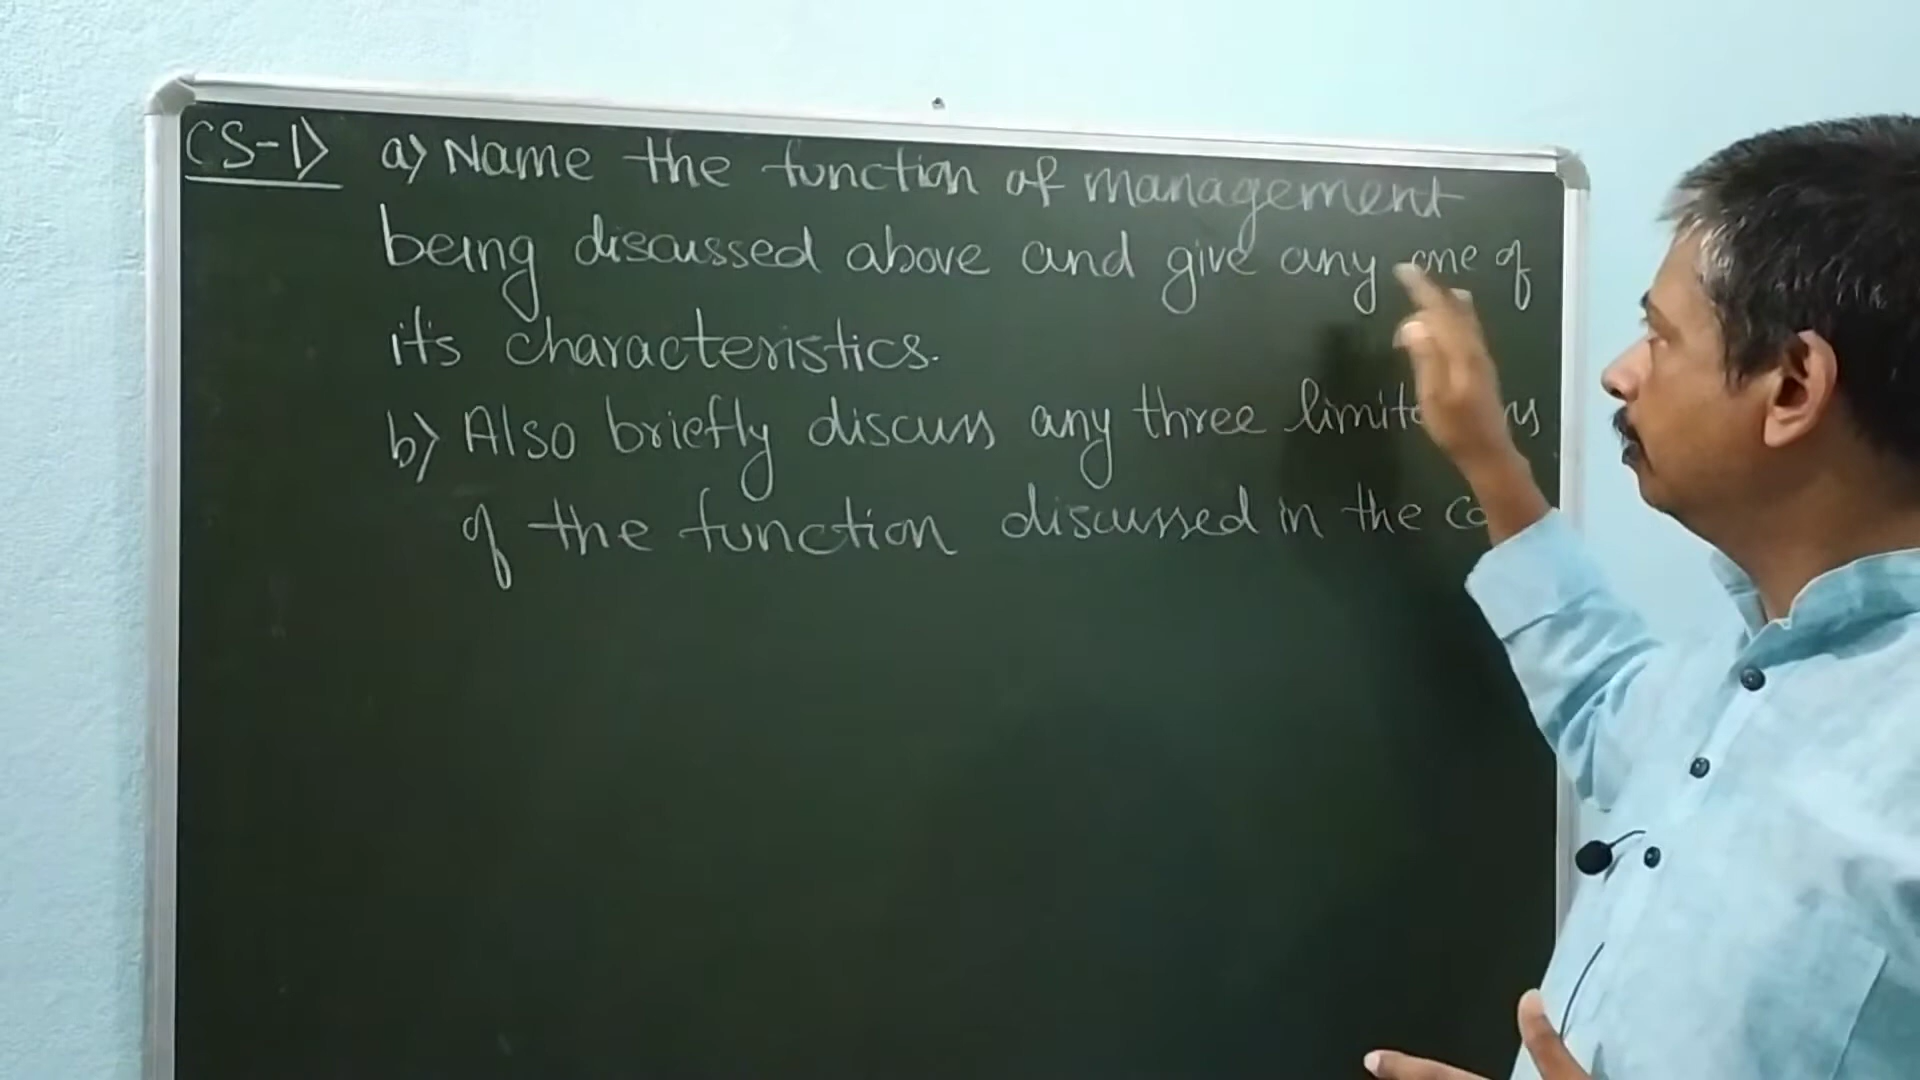 CS-1> a) Name the function of management
being discussed above and give any one of
it's characteristics.
b) Also briefly discuss any three
of the function discussed in the